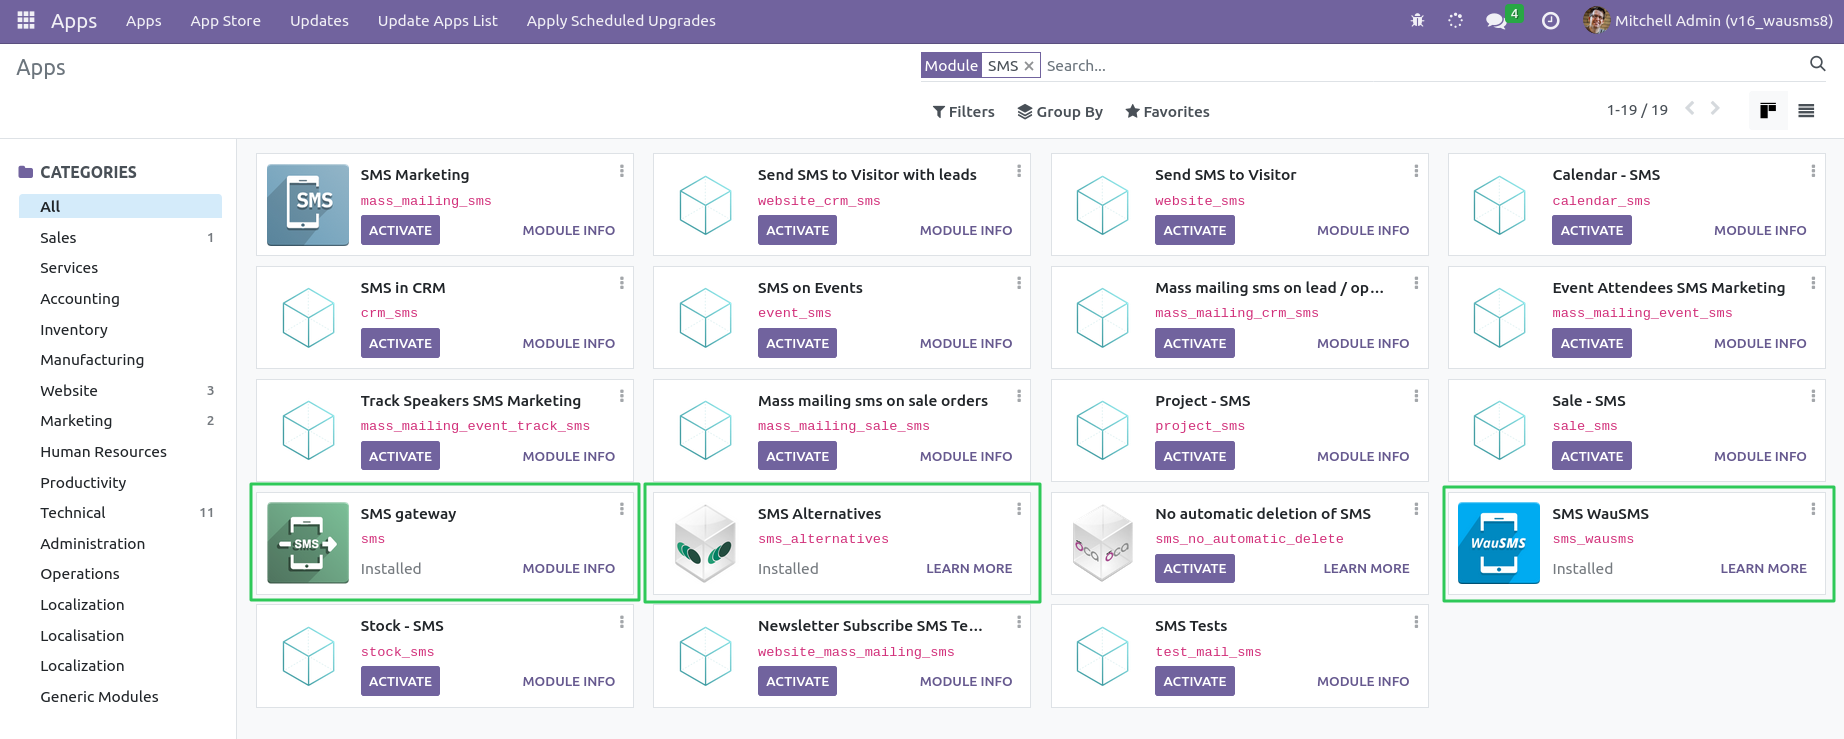 Apps Apps App Store Updates Update Apps List Apply Scheduled Upgrades 4 Mitchell Admin (v16_wausms8)
Apps
Module SMS × Search...
Filters Group By Favorites 1-19 / 19
CATEGORIES
All
Sales 1
Services
Accounting
Inventory
Manufacturing
Website 3
Marketing 2
Human Resources
Productivity
Technical 11
Administration
Operations
Localization
Localisation
Localization
Generic Modules
SMS
SMS Marketing
mass_mailing_sms
ACTIVATE MODULE INFO
Send SMS to Visitor with leads
website_crm_sms
ACTIVATE MODULE INFO
Send SMS to Visitor
website_sms
ACTIVATE MODULE INFO
Calendar - SMS
calendar_sms
ACTIVATE MODULE INFO
SMS in CRM
crm_sms
ACTIVATE MODULE INFO
SMS on Events
event_sms
ACTIVATE MODULE INFO
Mass mailing sms on lead / op...
mass_mailing_crm_sms
ACTIVATE MODULE INFO
Event Attendees SMS Marketing
mass_mailing_event_sms
ACTIVATE MODULE INFO
Track Speakers SMS Marketing
mass_mailing_event_track_sms
ACTIVATE MODULE INFO
Mass mailing sms on sale orders
mass_mailing_sale_sms
ACTIVATE MODULE INFO
Project - SMS
project_sms
ACTIVATE MODULE INFO
Sale - SMS
sale_sms
ACTIVATE MODULE INFO
SMS
SMS gateway
sms
Installed MODULE INFO
SMS Alternatives
sms_alternatives
Installed LEARN MORE
oca oca
No automatic deletion of SMS
sms_no_automatic_delete
ACTIVATE LEARN MORE
WauSMS
SMS WauSMS
sms_wausms
Installed LEARN MORE
Stock - SMS
stock_sms
ACTIVATE MODULE INFO
Newsletter Subscribe SMS Te...
website_mass_mailing_sms
ACTIVATE MODULE INFO
SMS Tests
test_mail_sms
ACTIVATE MODULE INFO